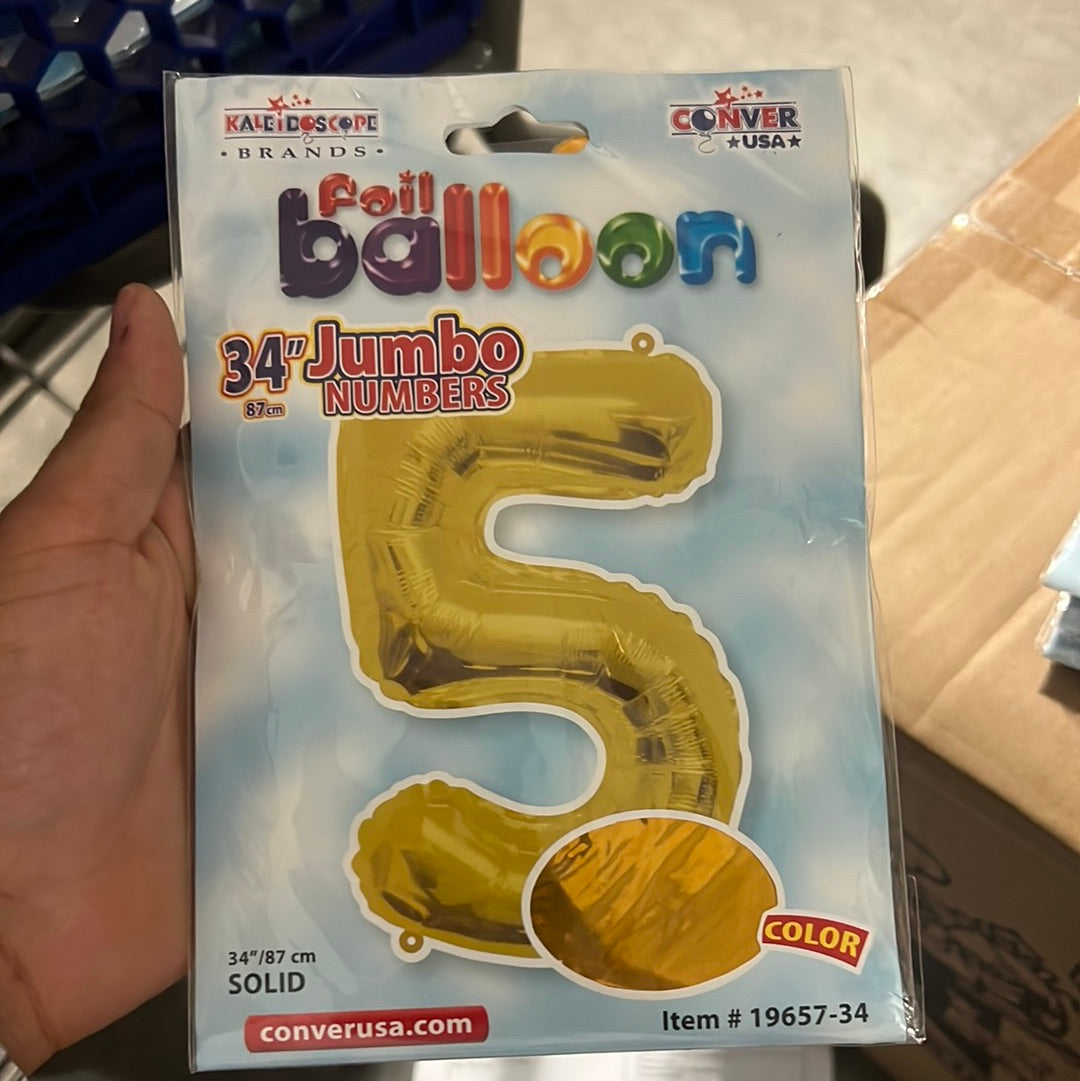 KALEIDOSCOPE
• BRANDS •
CONVER
★USA★
foil
balloon
34" Jumbo
87cm NUMBERS
COLOR
34"/87 cm
SOLID
converusa.com
Item # 19657-34